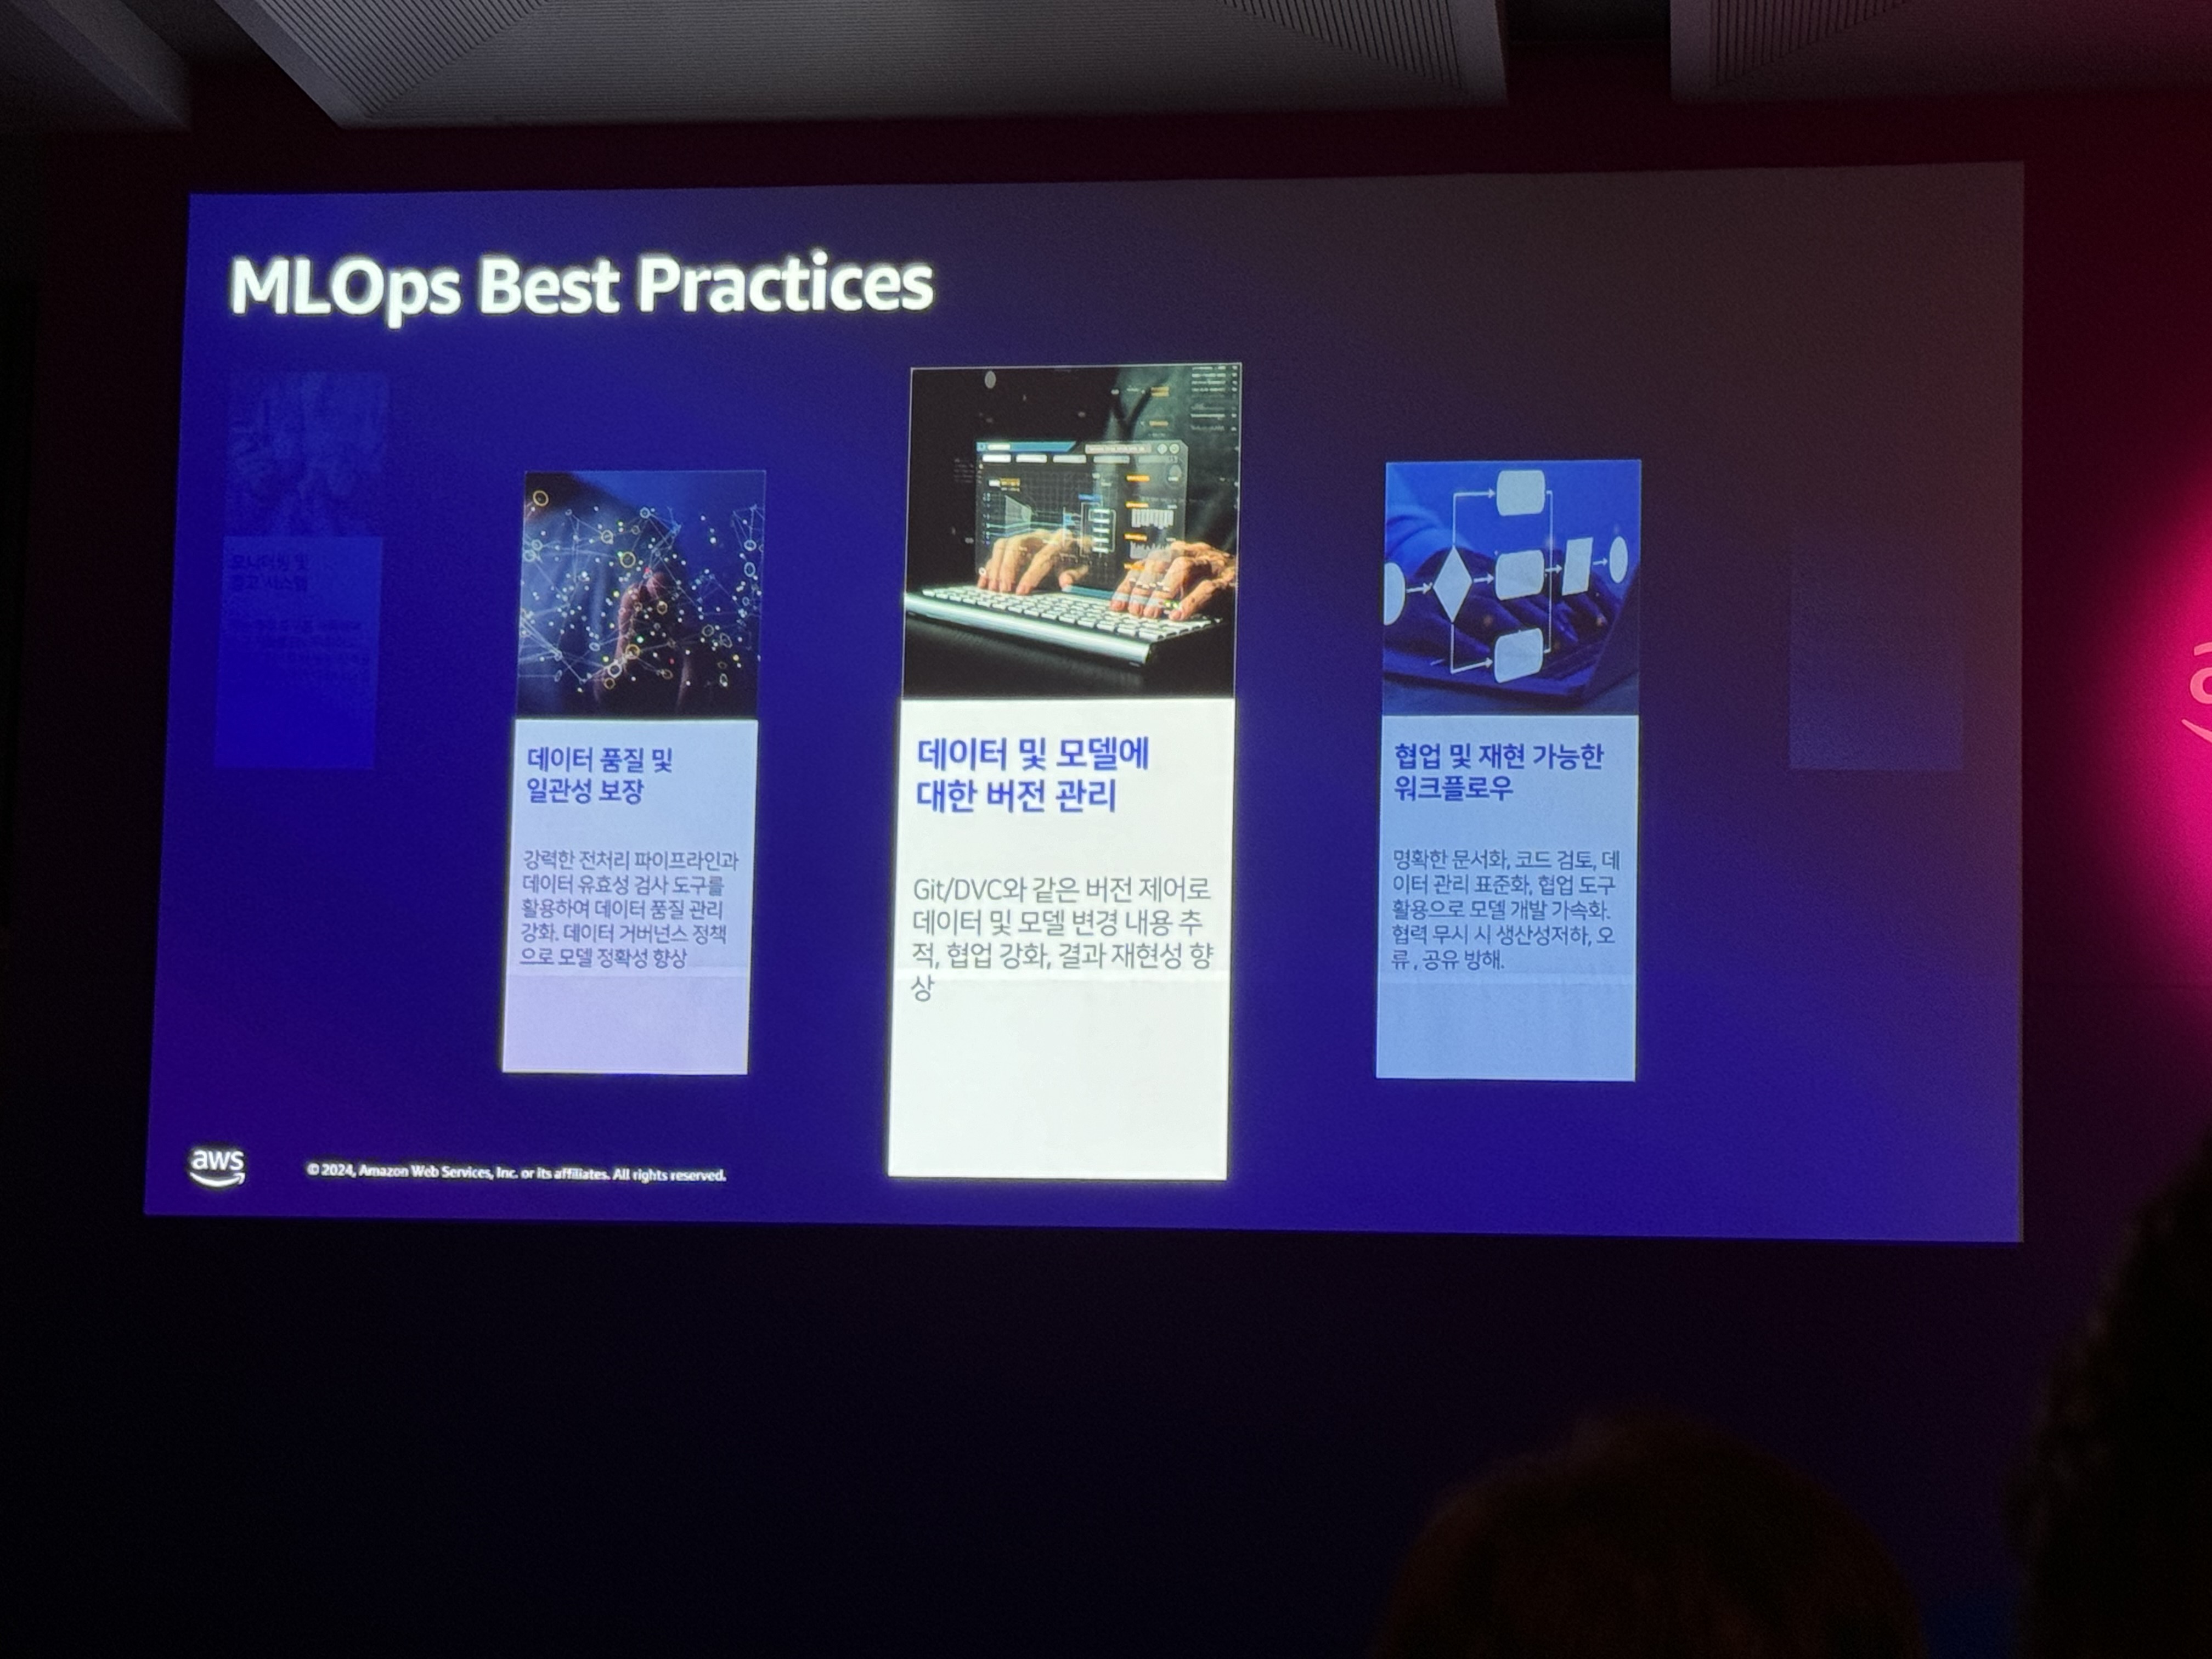 MLOps Best Practices
모니터링 및
경고 시스템
데이터 품질 및
일관성 보장
강력한 전처리 파이프라인과
데이터 유효성 검사 도구를
활용하여 데이터 품질 관리
강화. 데이터 거버넌스 정책
으로 모델 정확성 향상
데이터 및 모델에
대한 버전 관리
Git/DVC와 같은 버전 제어로
데이터 및 모델 변경 내용 추
적, 협업 강화, 결과 재현성 향
상
협업 및 재현 가능한
워크플로우
명확한 문서화, 코드 검토, 데
이터 관리 표준화, 협업 도구
활용으로 모델 개발 가속화.
협력 무시 시 생산성저하, 오
류, 공유 방해.
aws
© 2024, Amazon Web Services, Inc. or its affiliates. All rights reserved.